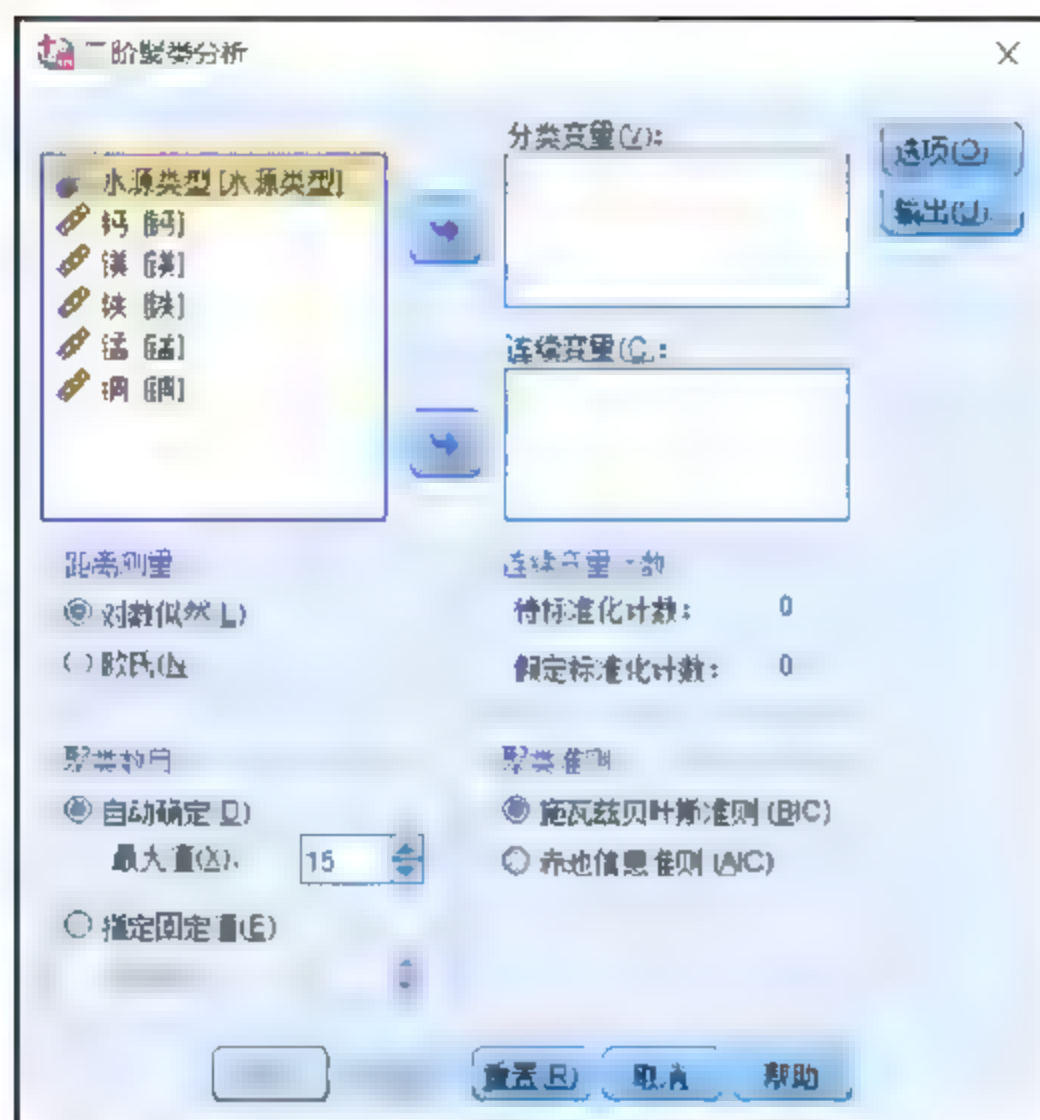 二阶聚类分析
分类变量(V):
选项(O)
输出(U)
水源类型 [水源类型]
钙 [钙]
镁 [镁]
铁 [铁]
锰 [锰]
铜 [铜]
连续变量(C):
距离测量
对数似然(L)
欧氏(N)
连续变量计数
待标准化计数: 0
假定标准化计数: 0
聚类数目
自动确定(D)
最大值(X): 15
指定固定值(E)
聚类准则
施瓦兹贝叶斯准则 (BIC)
赤池信息准则 (AIC)
重置(R)
取消
帮助